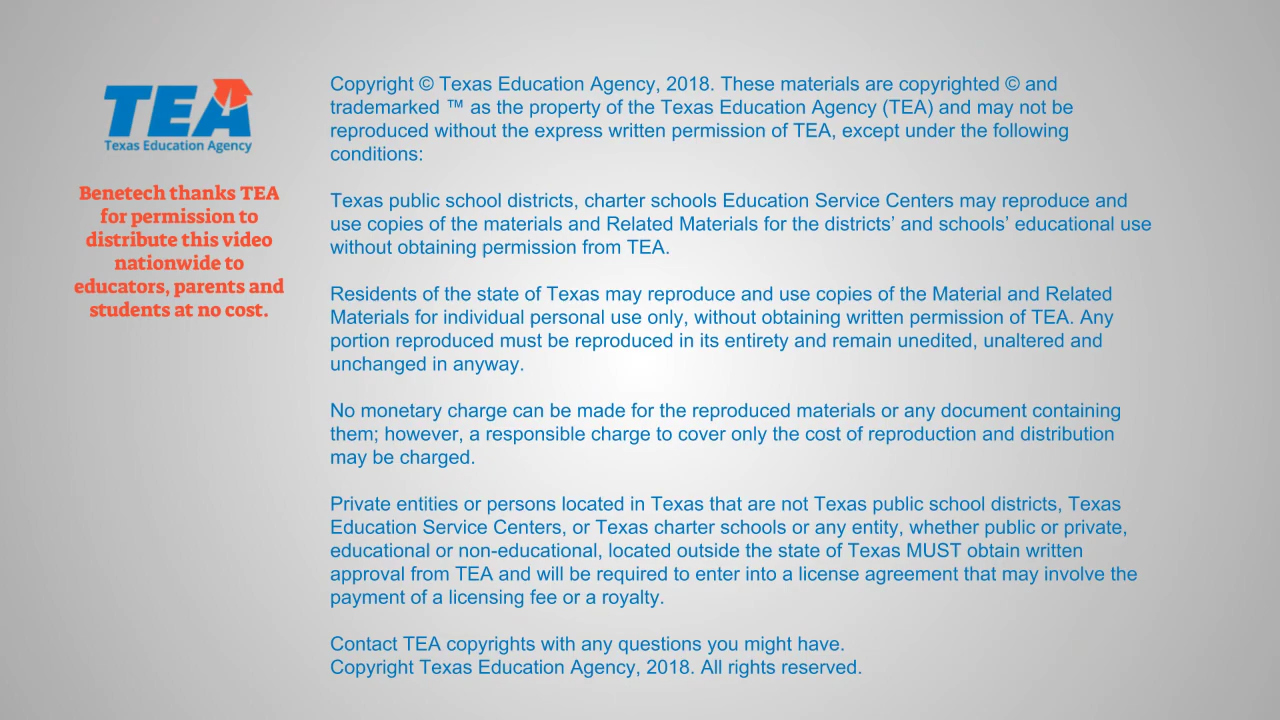 TEA
Texas Education Agency
Benetech thanks TEA
for permission to
distribute this video
nationwide to
educators, parents and
students at no cost.
Copyright © Texas Education Agency, 2018. These materials are copyrighted © and
trademarked ™ as the property of the Texas Education Agency (TEA) and may not be
reproduced without the express written permission of TEA, except under the following
conditions:
Texas public school districts, charter schools Education Service Centers may reproduce and
use copies of the materials and Related Materials for the districts’ and schools’ educational use
without obtaining permission from TEA.
Residents of the state of Texas may reproduce and use copies of the Material and Related
Materials for individual personal use only, without obtaining written permission of TEA. Any
portion reproduced must be reproduced in its entirety and remain unedited, unaltered and
unchanged in anyway.
No monetary charge can be made for the reproduced materials or any document containing
them; however, a responsible charge to cover only the cost of reproduction and distribution
may be charged.
Private entities or persons located in Texas that are not Texas public school districts, Texas
Education Service Centers, or Texas charter schools or any entity, whether public or private,
educational or non-educational, located outside the state of Texas MUST obtain written
approval from TEA and will be required to enter into a license agreement that may involve the
payment of a licensing fee or a royalty.
Contact TEA copyrights with any questions you might have.
Copyright Texas Education Agency, 2018. All rights reserved.